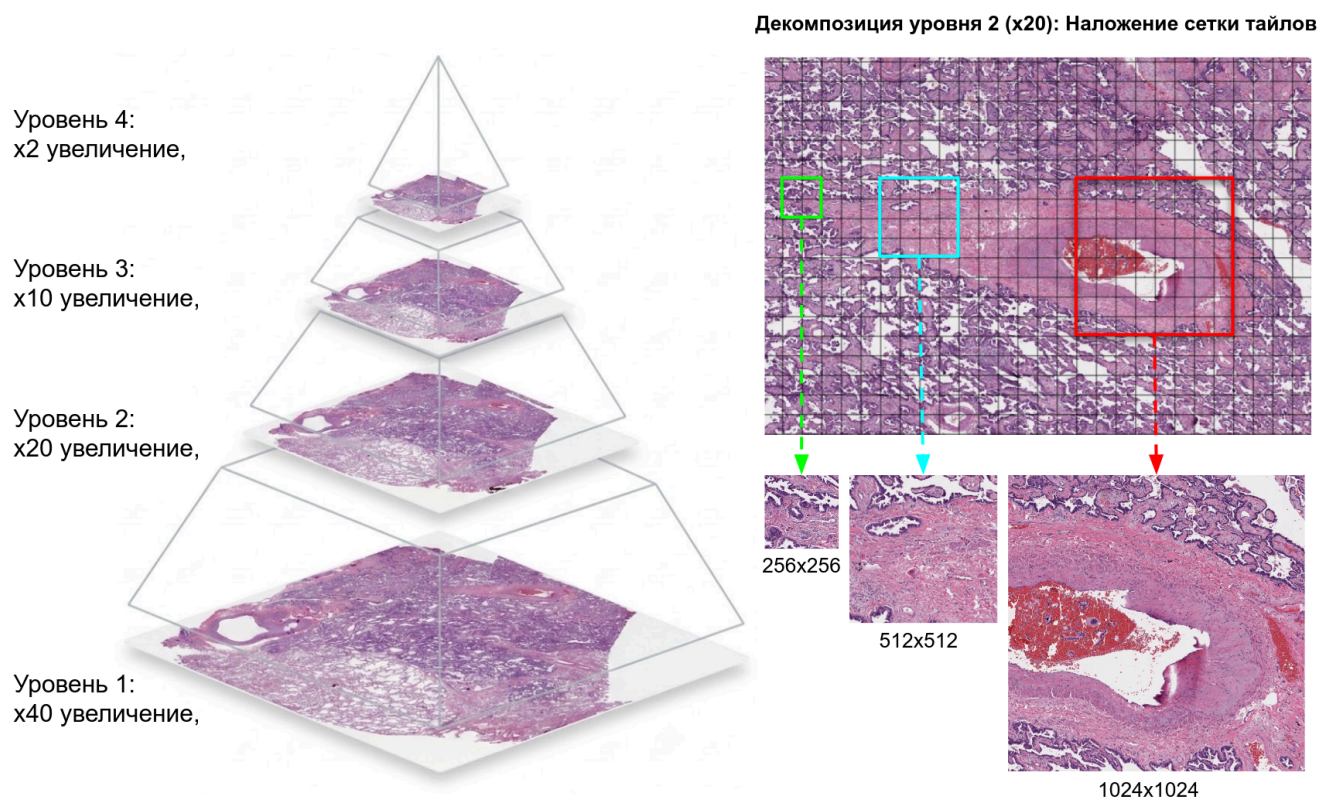 Декомпозиция уровня 2 (x20): Наложение сетки тайлов
Уровень 4:
x2 увеличение,
Уровень 3:
x10 увеличение,
Уровень 2:
x20 увеличение,
Уровень 1:
x40 увеличение,
256x256
512x512
1024x1024